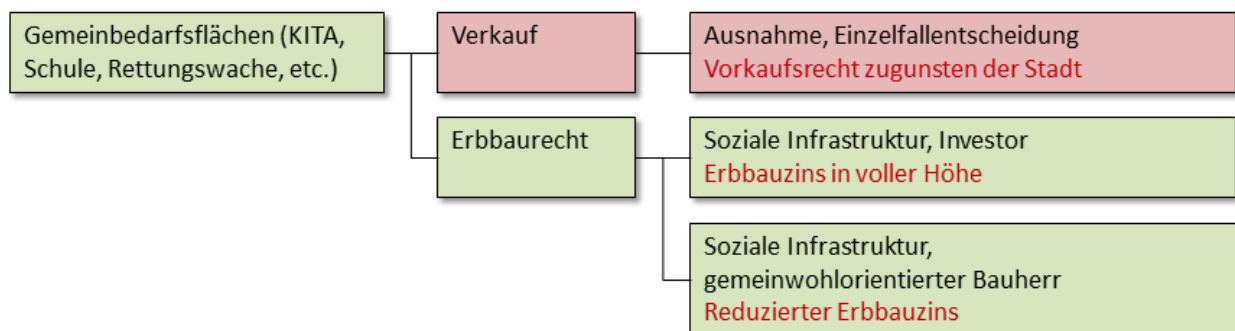 Gemeinbedarfsflächen (KITA,
Schule, Rettungswache, etc.)
Verkauf
Ausnahme, Einzelfallentscheidung
Vorkaufsrecht zugunsten der Stadt
Erbbaurecht
Soziale Infrastruktur, Investor
Erbbauzins in voller Höhe
Soziale Infrastruktur,
gemeinwohlorientierter Bauherr
Reduzierter Erbbauzins